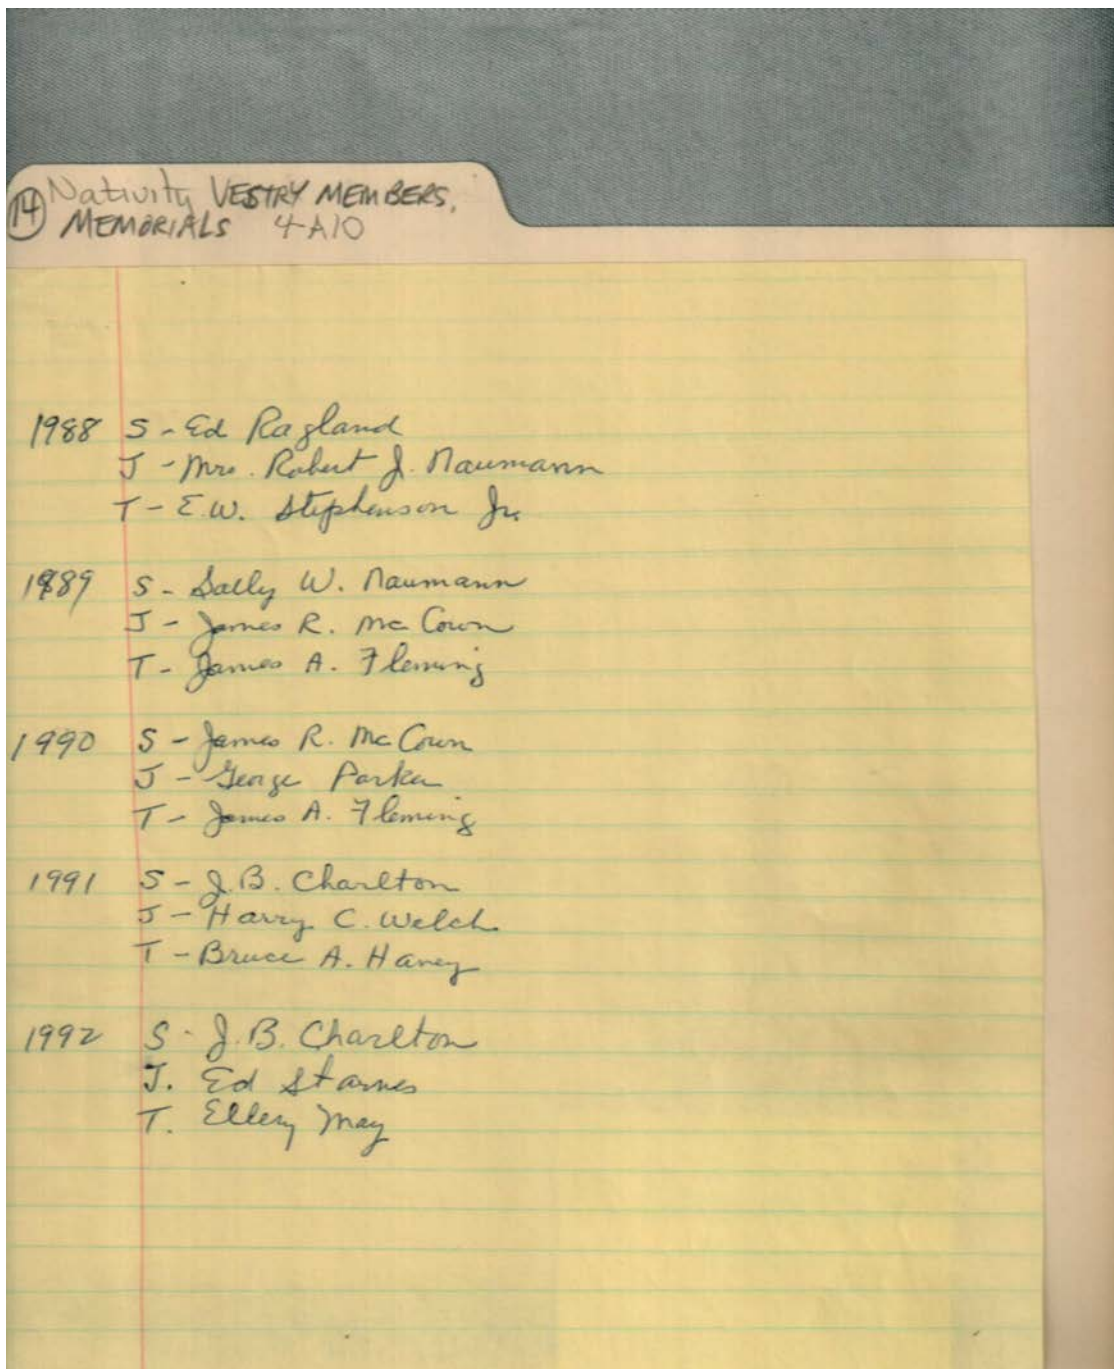 14 Nativity VESTRY MEMBERS,
MEMORIALS 4-A10
1988 S - Ed Ragland
J - Mrs. Robert J. Naumann
T - E.W. Stephenson Jr.
1989 S - Sally W. Naumann
J - James R. McCown
T - James A. Fleming
1990 S - James R. McCown
J - George Parker
T - James A. Fleming
1991 S - J.B. Charlton
J - Harry C. Welch
T - Bruce A. Haney
1992 S - J.B. Charlton
J. Ed Starnes
T. Ellery May